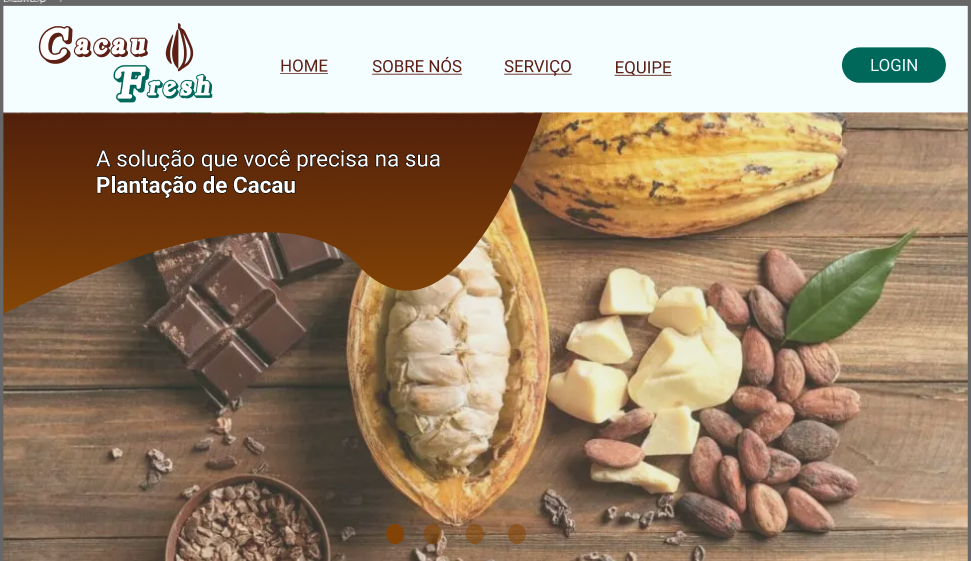 Cacau
Fresh
HOME
SOBRE NÓS
SERVIÇO
EQUIPE
LOGIN
A solução que você precisa na sua
Plantação de Cacau